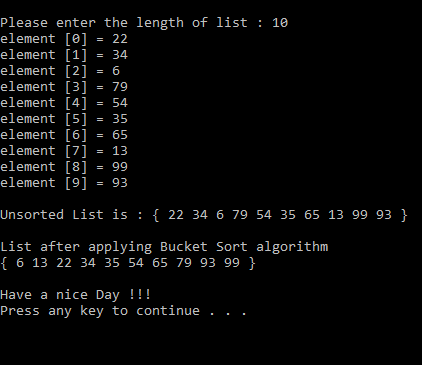 Please enter the length of list : 10
element [0] = 22
element [1] = 34
element [2] = 6
element [3] = 79
element [4] = 54
element [5] = 35
element [6] = 65
element [7] = 13
element [8] = 99
element [9] = 93
Unsorted List is : { 22 34 6 79 54 35 65 13 99 93 }
List after applying Bucket Sort algorithm
{ 6 13 22 34 35 54 65 79 93 99 }
Have a nice Day !!!
Press any key to continue . . .